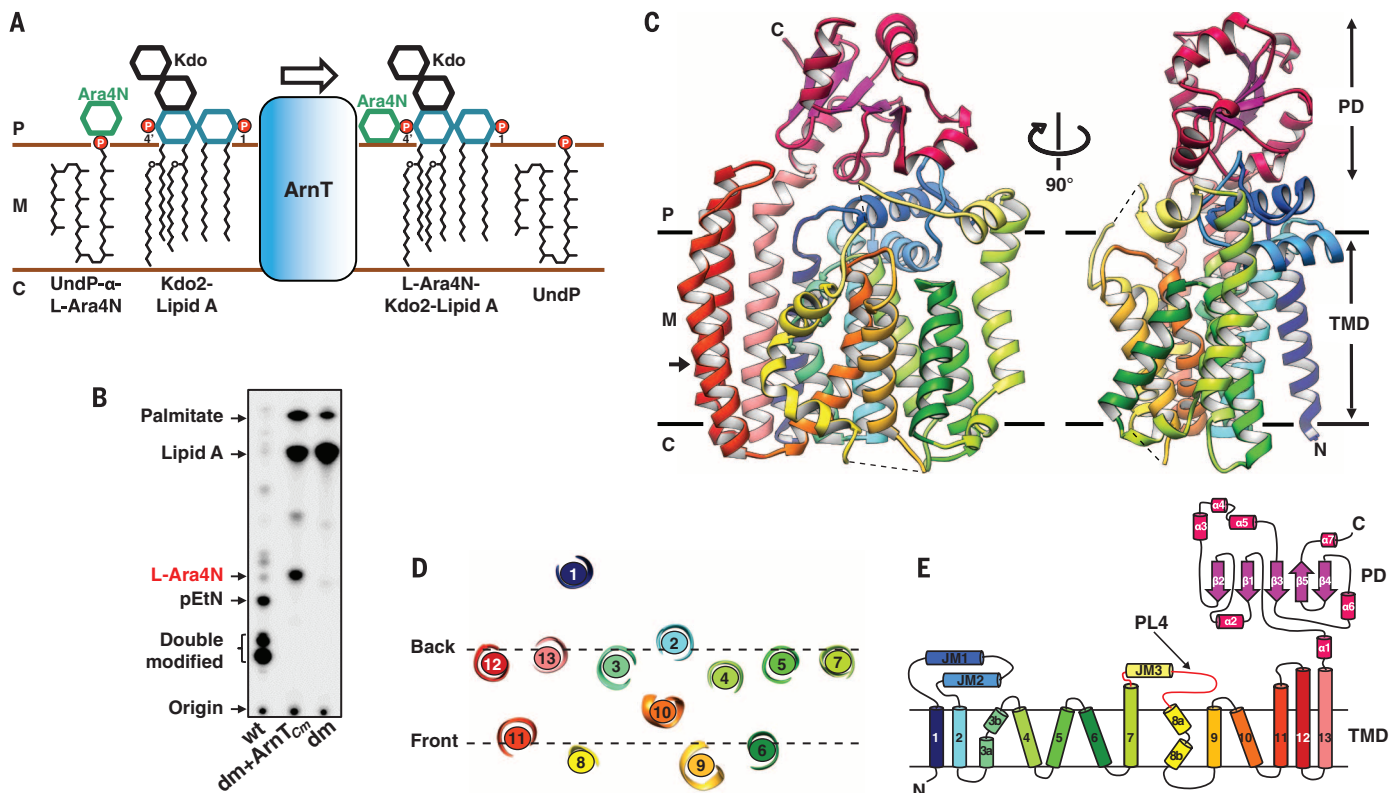 A
Kdo
Kdo
Ara4N
Ara4N
P
P
P
P
P
P
P
4'
1
4'
1
ArnT
M
C
UndP-α-
L-Ara4N
Kdo2-
Lipid A
L-Ara4N-
Kdo2-Lipid A
UndP
B
Palmitate
Lipid A
L-Ara4N
pEtN
Double
modified
Origin
wt
dm+ArnTCm
dm
C
C
P
M
C
90°
PD
TMD
N
D
Back
Front
1
2
3
4
5
6
7
8
9
10
11
12
13
E
α4
α3
α5
α7
C
β2
β1
β3
β5
β4
PD
α2
α6
α1
PL4
JM1
JM2
JM3
1
2
3a
3b
4
5
6
7
8a
8b
9
10
11
12
13
TMD
N